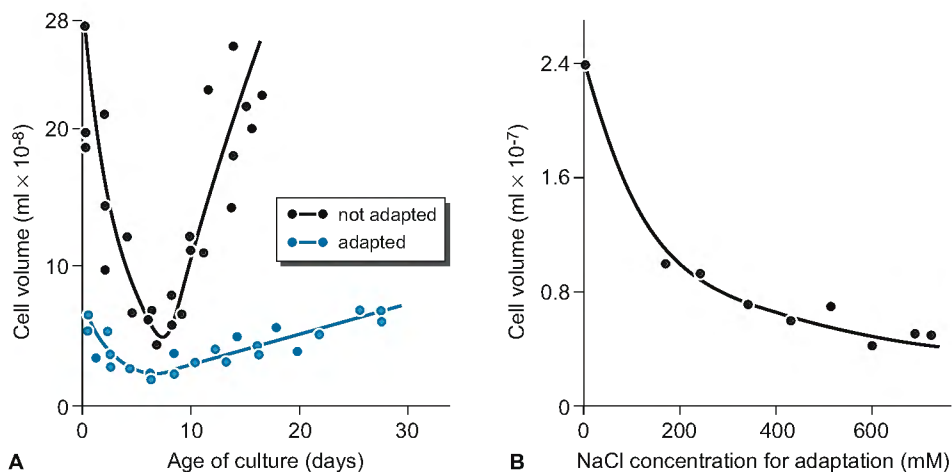 28
20
10
0
Cell volume (ml × 10⁻⁸)
not adapted
adapted
0
10
20
30
A
Age of culture (days)
B
2.4
1.6
0.8
0
Cell volume (ml × 10⁻⁷)
0
200
400
600
NaCl concentration for adaptation (mM)